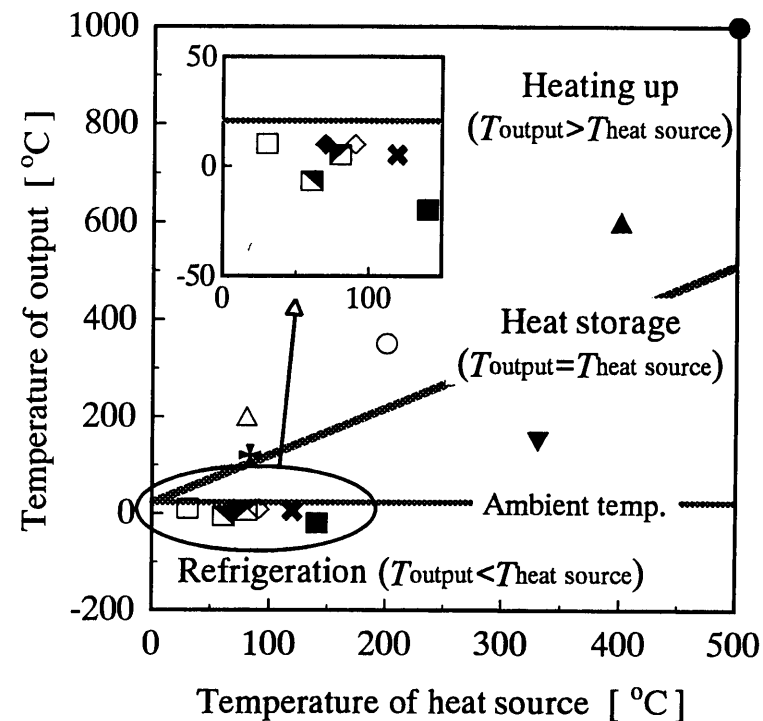 1000
800
600
400
200
0
-200
Temperature of output [ °C ]
50
0
-50
0
100
Heating up
(Toutput>Theat source)
Heat storage
(Toutput=Theat source)
Ambient temp.
Refrigeration (Toutput<Theat source)
0
100
200
300
400
500
Temperature of heat source [ °C ]